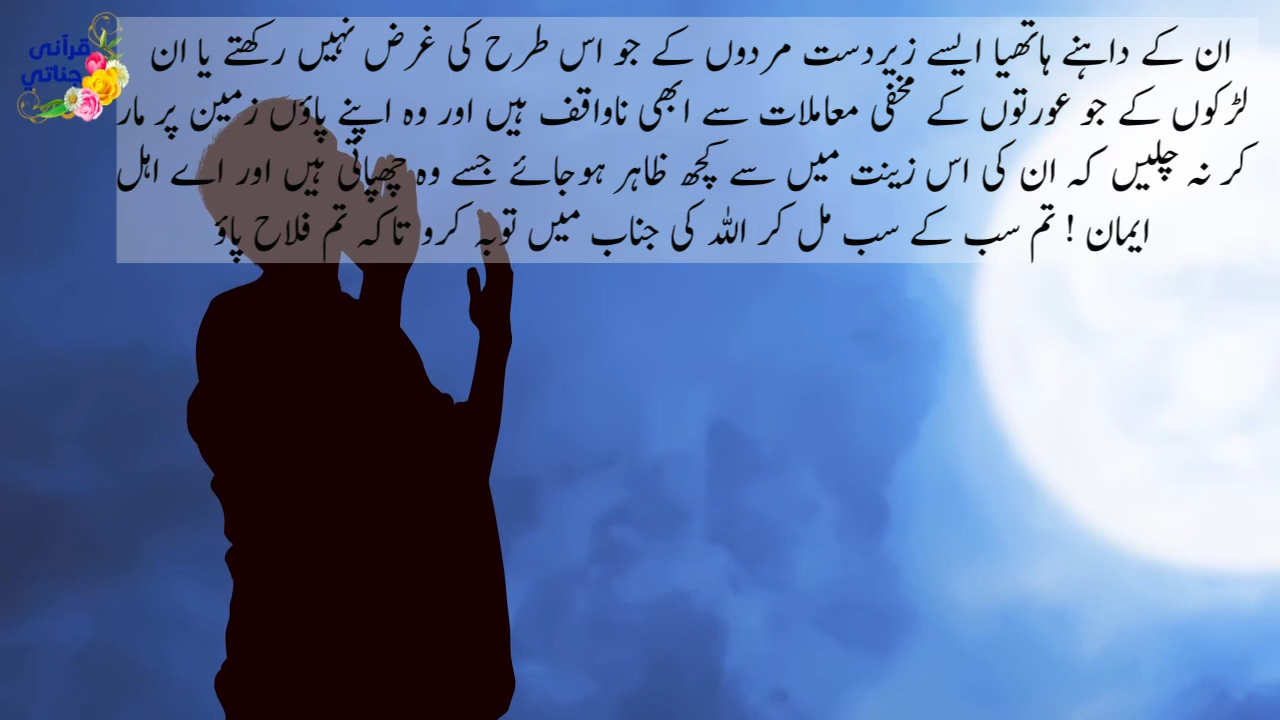 قرآنی
جناتي
ان کے داہنے ہاتھیا ایسے زیردست مردوں کے جو اس طرح کی غرض نہیں رکھتے یا ان
لڑکوں کے جو عورتوں کے مخفی معاملات سے ابھی ناواقف ہیں اور وہ اپنے پاؤں زمین پر مار
کر نہ چلیں کہ ان کی اس زینت میں سے کچھ ظاہر ہوجائے جسے وہ چھپاتی ہیں اور اے اہل
ایمان ! تم سب کے سب مل کر اللہ کی جناب میں توبہ کرو تاکہ تم فلاح پاؤ